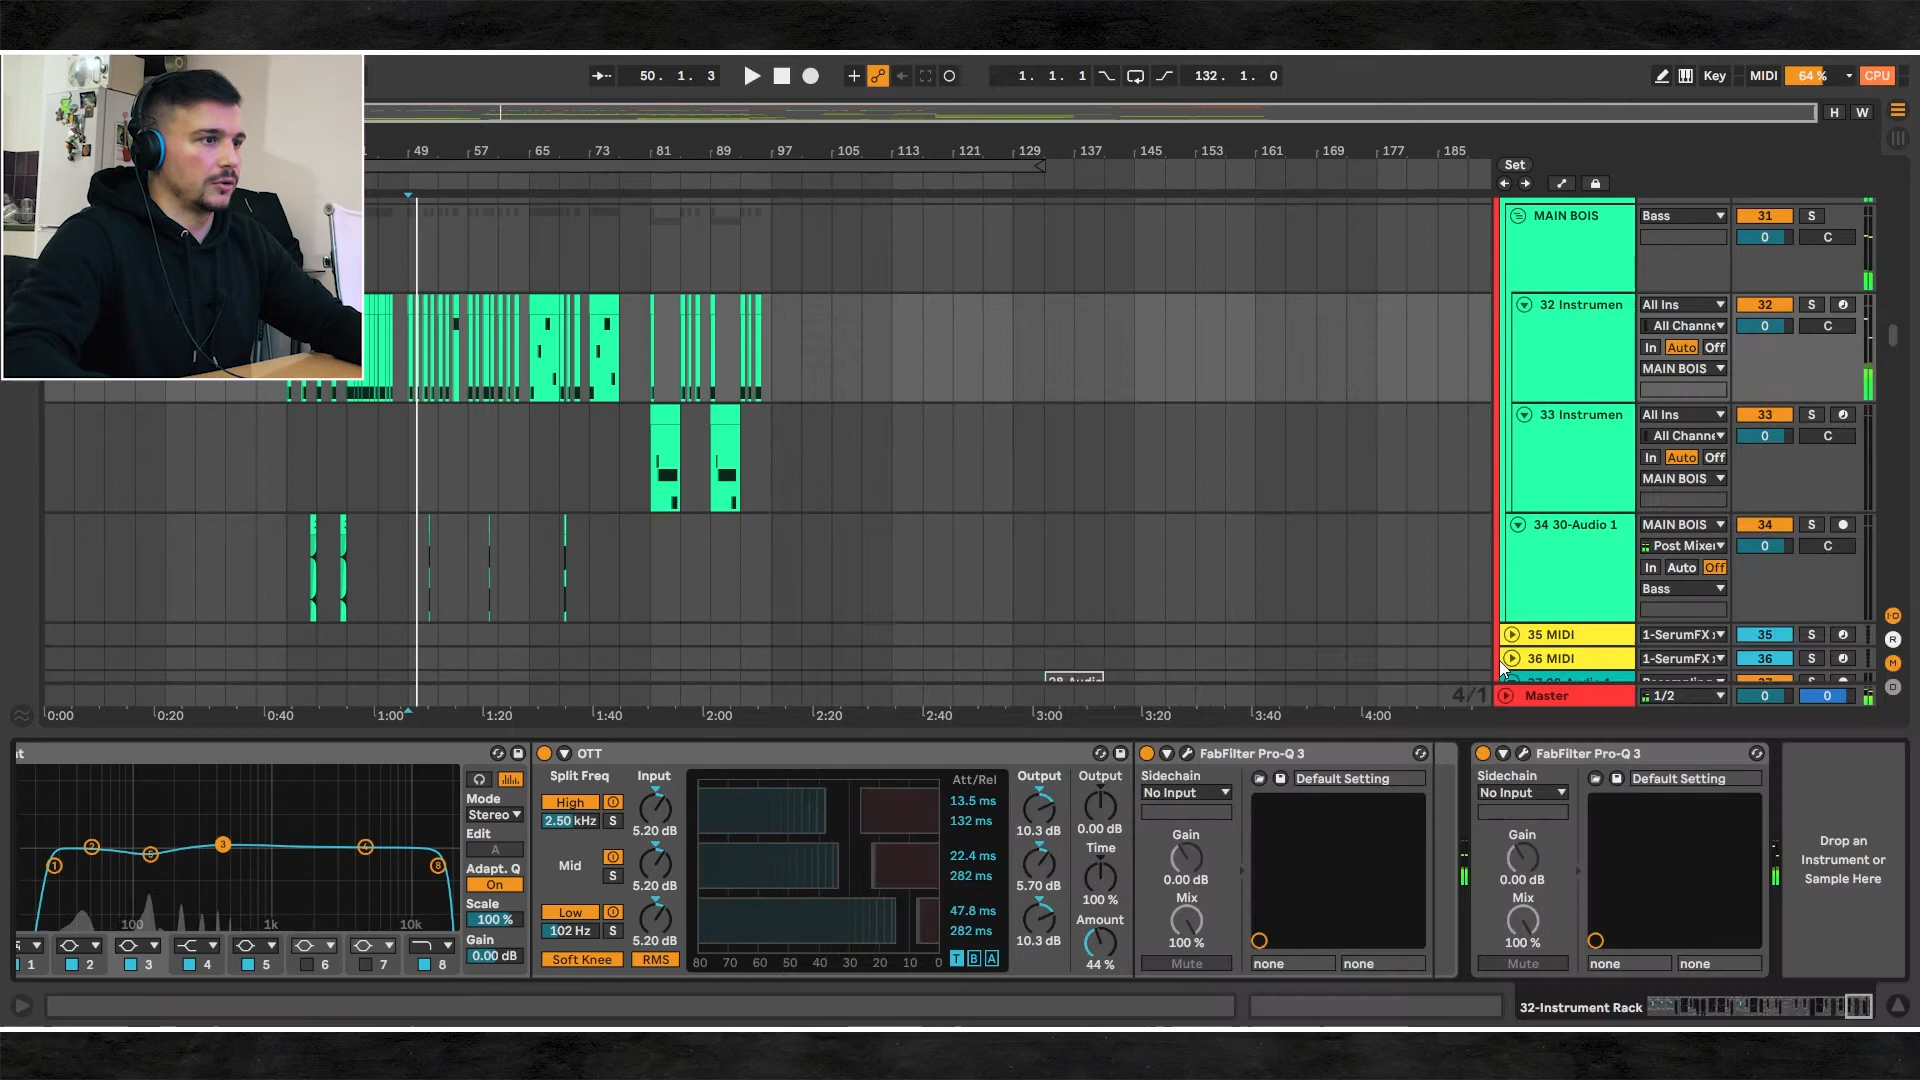 50. 1. 3
1. 1. 1
132. 1. 0
Key
MIDI
64 %
CPU
H
W
49
57
65
73
81
89
97
105
113
121
129
137
145
153
161
169
177
185
Set
MAIN BOIS
Bass
31
S
0
C
32 Instrumen
All Ins
32
S
All Channe
0
C
In
Auto
Off
MAIN BOIS
33 Instrumen
All Ins
33
S
All Channe
0
C
In
Auto
Off
MAIN BOIS
34 30-Audio 1
MAIN BOIS
34
S
Post Mixer
0
C
In
Auto
Off
Bass
35 MIDI
1-SerumFX
35
S
36 MIDI
1-SerumFX
36
S
4/1
Master
1/2
0
0
R
M
D
0:00
0:20
0:40
1:00
1:20
1:40
2:00
2:20
2:40
3:00
3:20
3:40
4:00
t
100
1k
10k
1
2
3
4
5
6
7
8
Mode
Stereo
Edit
A
Adapt. Q
On
Scale
100 %
Gain
0.00 dB
OTT
Split Freq
High
2.50 kHz
S
Mid
S
Low
102 Hz
S
Soft Knee
RMS
Input
5.20 dB
5.20 dB
5.20 dB
80 70 60 50 40 30 20 10 0
Att/Rel
13.5 ms
132 ms
22.4 ms
282 ms
47.8 ms
282 ms
T B A
Output
10.3 dB
5.70 dB
10.3 dB
Output
0.00 dB
Time
100 %
Amount
44 %
FabFilter Pro-Q 3
Sidechain
No Input
Gain
0.00 dB
Mix
100 %
Mute
Default Setting
none
none
FabFilter Pro-Q 3
Sidechain
No Input
Gain
0.00 dB
Mix
100 %
Mute
Default Setting
none
none
Drop an
Instrument or
Sample Here
32-Instrument Rack